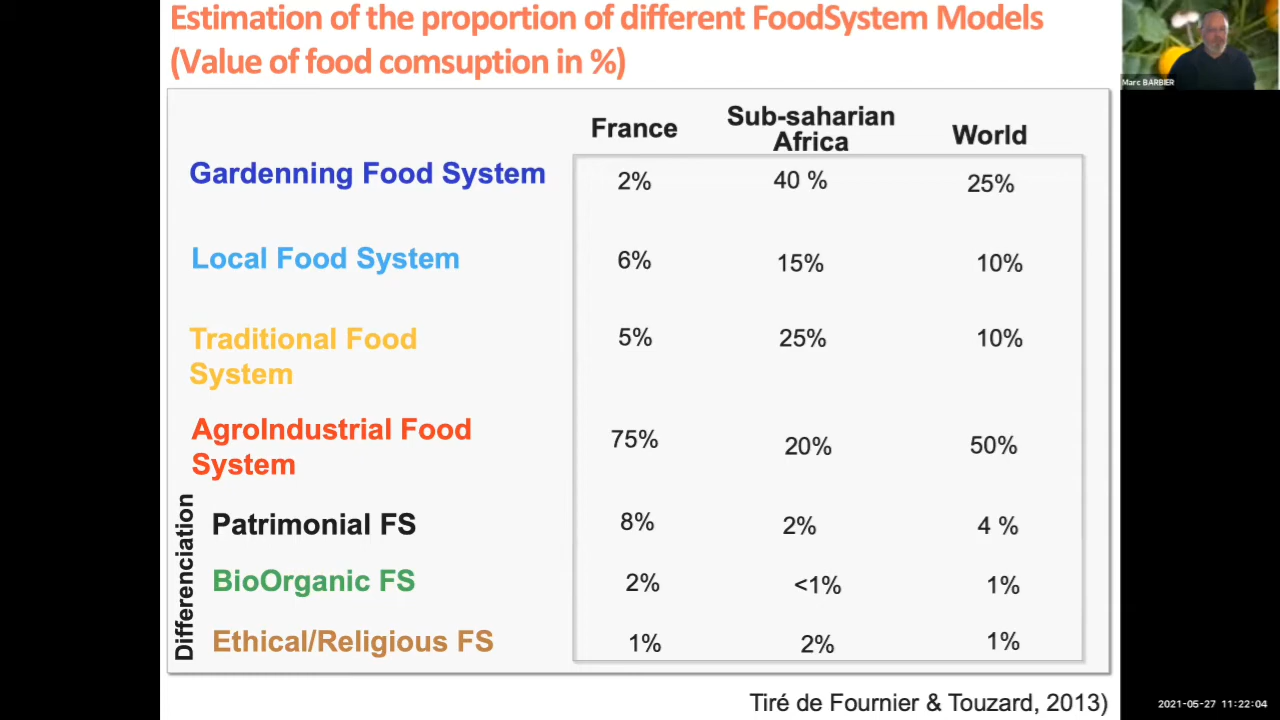 Estimation of the proportion of different FoodSystem Models
(Value of food comsuption in %)
Marc BARBIER
France
Sub-saharian
Africa
World
Gardenning Food System
2%
40 %
25%
Local Food System
6%
15%
10%
Traditional Food
System
5%
25%
10%
AgroIndustrial Food
System
75%
20%
50%
Differenciation
Patrimonial FS
8%
2%
4 %
BioOrganic FS
2%
<1%
1%
Ethical/Religious FS
1%
2%
1%
Tiré de Fournier & Touzard, 2013)
2021-05-27 11:22:04